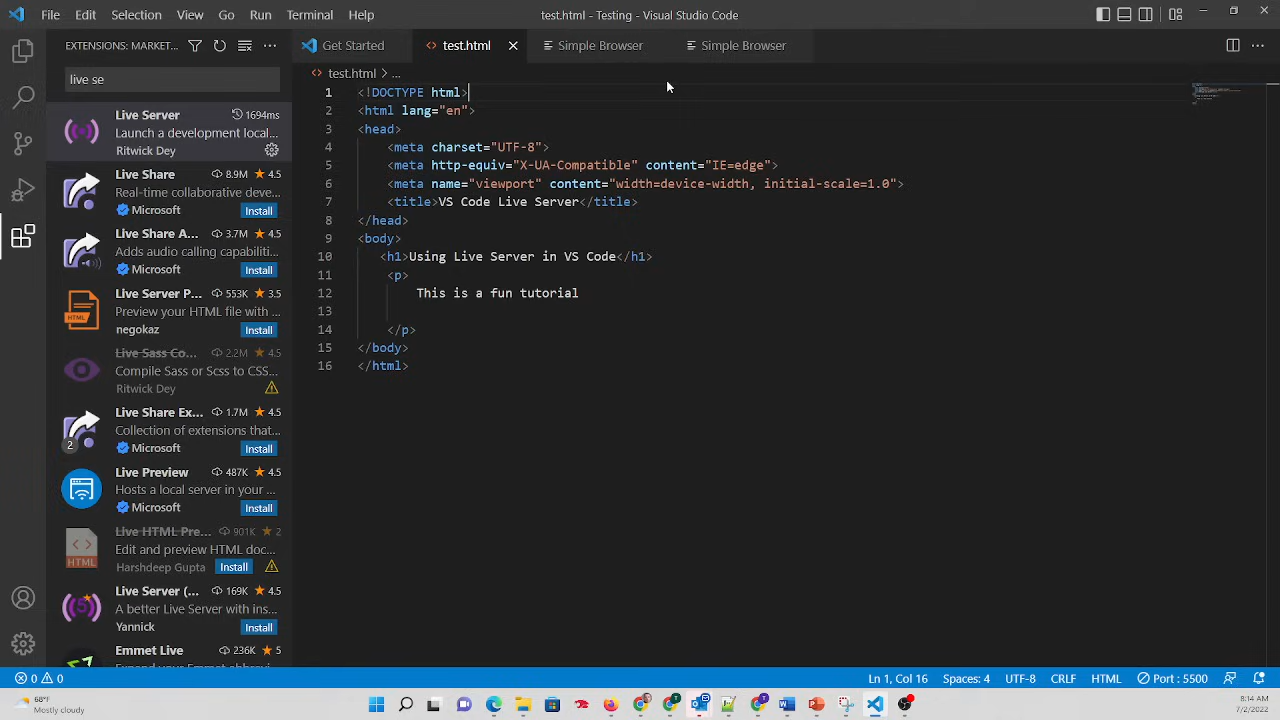 File Edit Selection View Go Run Terminal Help
test.html - Testing - Visual Studio Code
EXTENSIONS: MARKET...
live se
Live Server 1694ms
Launch a development local...
Ritwick Dey
Live Share 8.9M 4.5
Real-time collaborative deve...
Microsoft Install
Live Share A... 3.7M 4.5
Adds audio calling capabiliti...
Microsoft Install
Live Server P... 553K 3.5
Preview your HTML file with ...
negokaz Install
Live Sass Co... 2.2M 4.5
Compile Sass or Scss to CSS...
Ritwick Dey
Live Share Ex... 1.7M 4.5
Collection of extensions that...
2 Microsoft Install
Live Preview 487K 4.5
Hosts a local server in your ...
Microsoft Install
Live HTML Pre... 901K 2
Edit and preview HTML doc...
HTML Harshdeep Gupta Install
Live Server (... 169K 4.5
A better Live Server with ins...
Yannick Install
Emmet Live 236K 5
Get Started test.html Simple Browser Simple Browser
test.html > ...
1 <!DOCTYPE html>
2 <html lang="en">
3 <head>
4 <meta charset="UTF-8">
5 <meta http-equiv="X-UA-Compatible" content="IE=edge">
6 <meta name="viewport" content="width=device-width, initial-scale=1.0">
7 <title>VS Code Live Server</title>
8 </head>
9 <body>
10 <h1>Using Live Server in VS Code</h1>
11 <p>
12 This is a fun tutorial
13
14 </p>
15 </body>
16 </html>
0 0 Ln 1, Col 16 Spaces: 4 UTF-8 CRLF HTML Port : 5500
68°F
Mostly cloudy
8:14 AM
7/2/2022